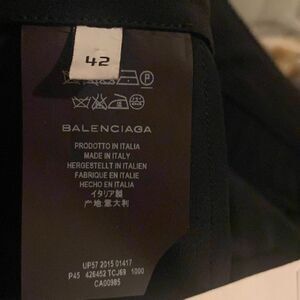 42
P
BALENCIAGA
PRODOTTO IN ITALIA
MADE IN ITALY
HERGESTELLT IN ITALIEN
FABRIQUE EN ITALIE
HECHO EN ITALIA
イタリア製
产地:意大利
UP57 2015 01417
P45 426452 TCJ69 1000
CA00985